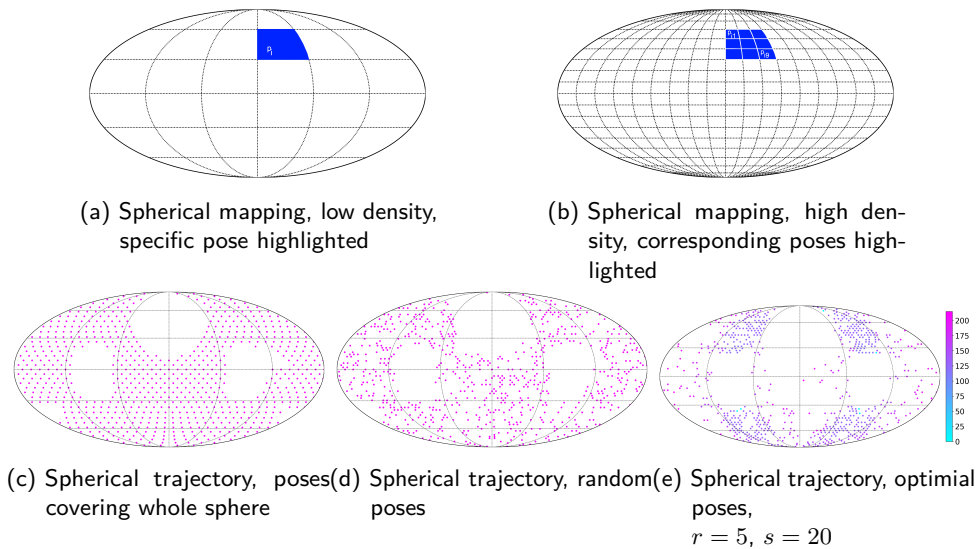 p_i
p_i1
p_i9
(a) Spherical mapping, low density,
specific pose highlighted
(b) Spherical mapping, high den-
sity, corresponding poses high-
lighted
200
175
150
125
100
75
50
25
0
(c) Spherical trajectory, poses
covering whole sphere
(d) Spherical trajectory, random
poses
(e) Spherical trajectory, optimial
poses,
r = 5, s = 20